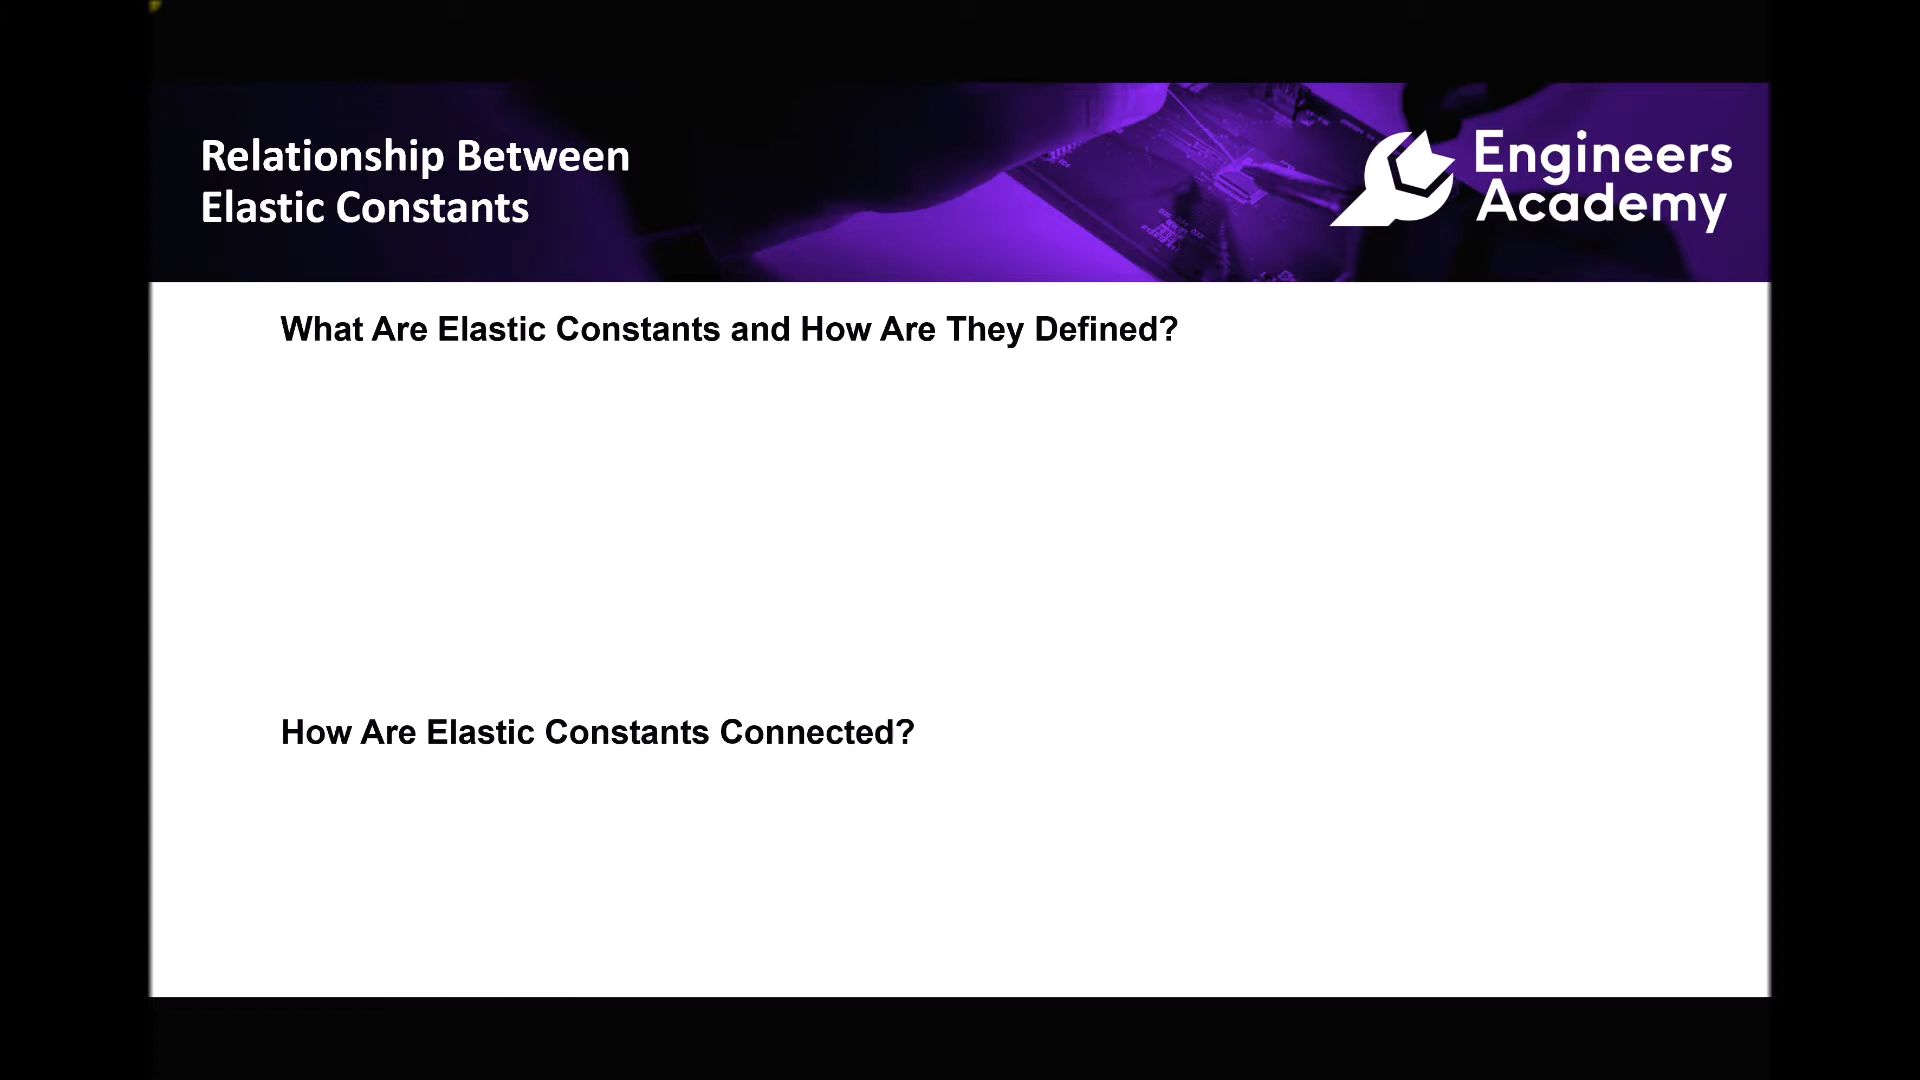 Relationship Between
Elastic Constants
Engineers
Academy
What Are Elastic Constants and How Are They Defined?
How Are Elastic Constants Connected?